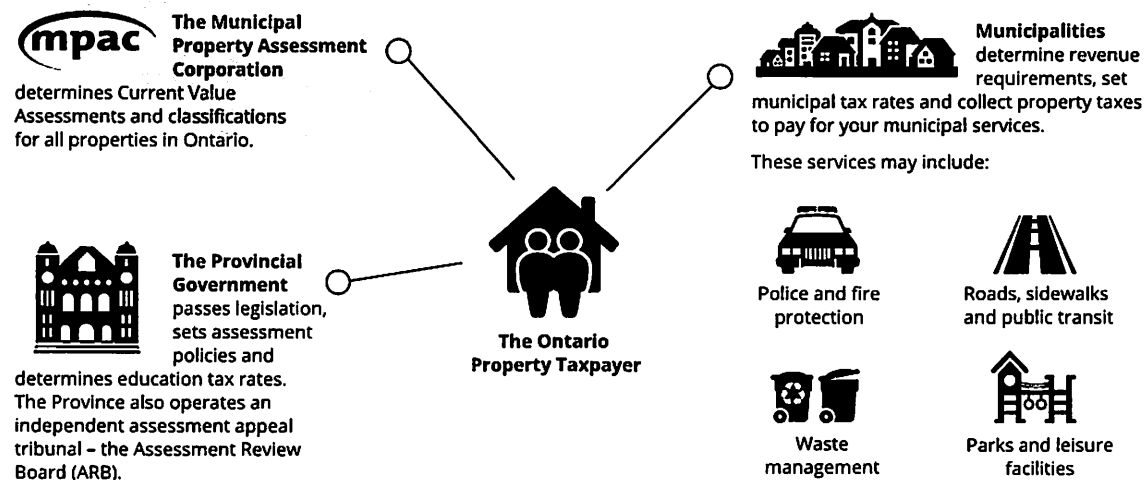 mpac
The Municipal
Property Assessment
Corporation
determines Current Value
Assessments and classifications
for all properties in Ontario.
The Provincial
Government
passes legislation,
sets assessment
policies and
determines education tax rates.
The Province also operates an
independent assessment appeal
tribunal – the Assessment Review
Board (ARB).
The Ontario
Property Taxpayer
Municipalities
determine revenue
requirements, set
municipal tax rates and collect property taxes
to pay for your municipal services.
These services may include:
Police and fire
protection
Roads, sidewalks
and public transit
Waste
management
Parks and leisure
facilities